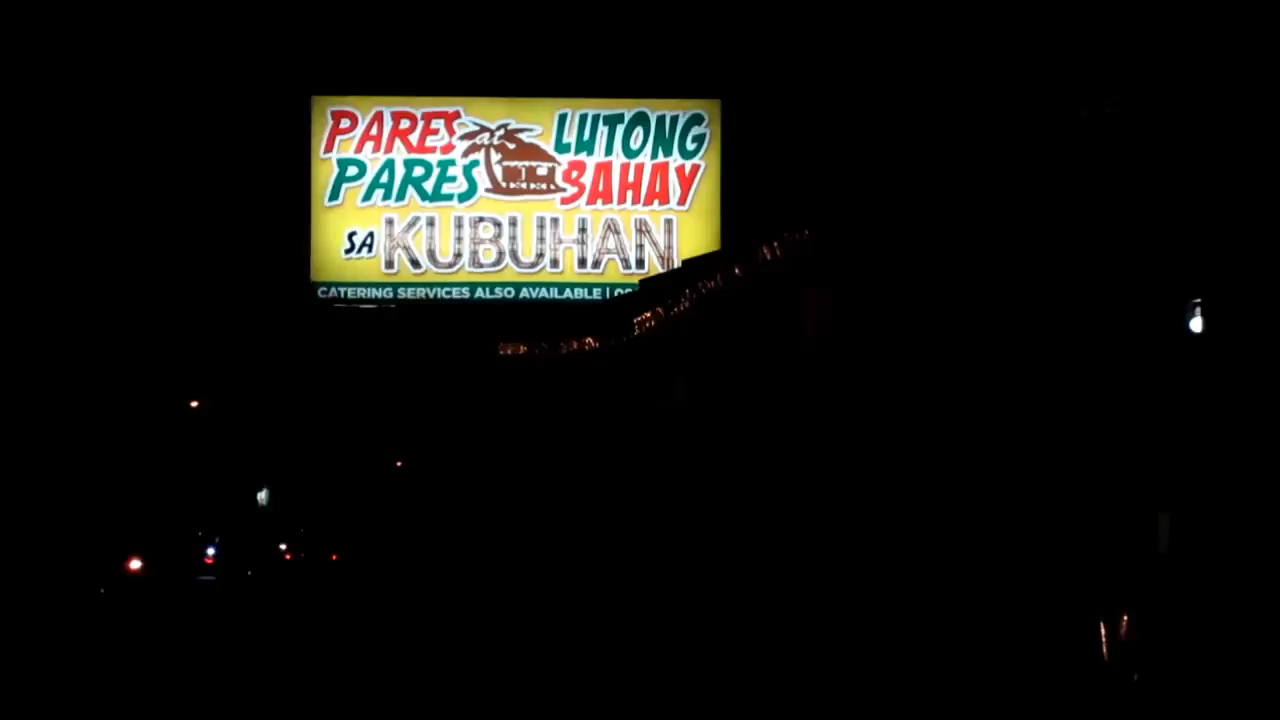 PARES at LUTONG
PARES BAHAY
SA KUBUHAN
CATERING SERVICES ALSO AVAILABLE |